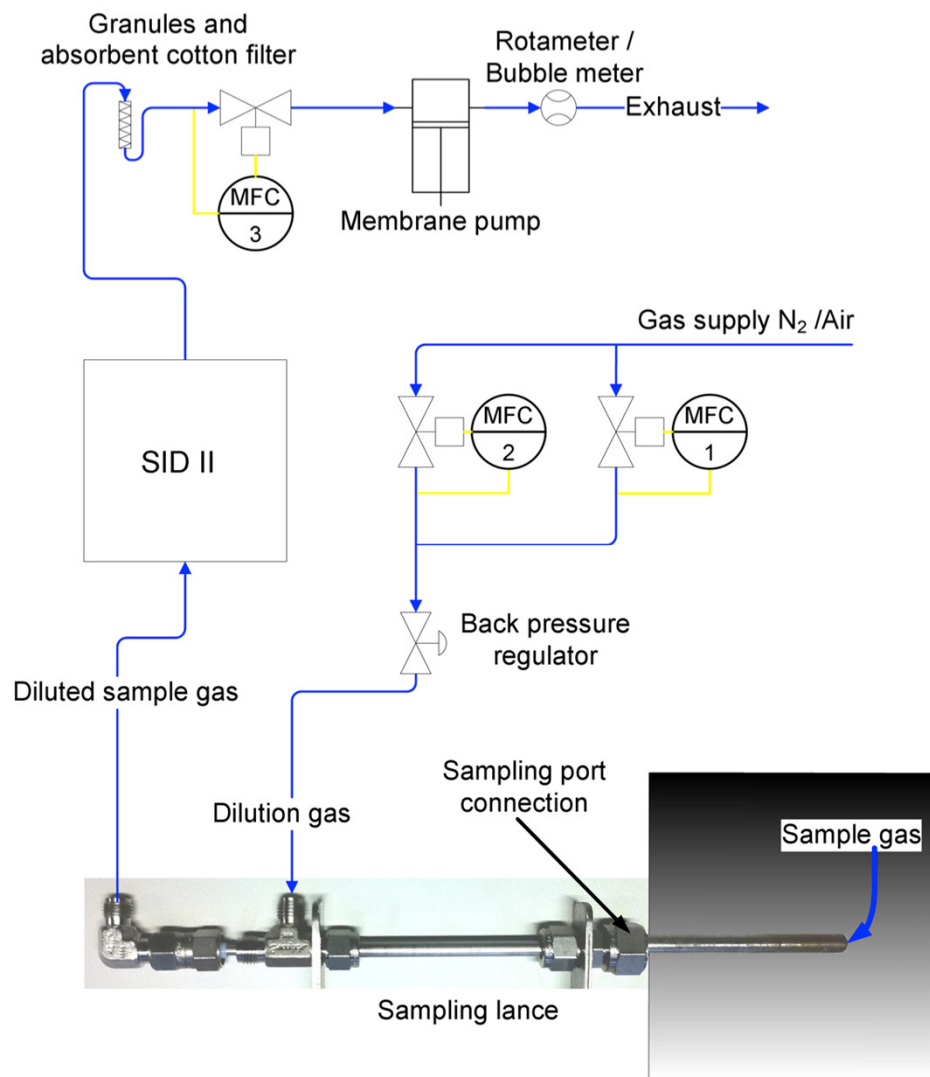 Granules and
absorbent cotton filter
Rotameter /
Bubble meter
Exhaust
MFC
3
Membrane pump
Gas supply N₂ /Air
MFC
2
MFC
1
SID II
Back pressure
regulator
Diluted sample gas
Sampling port
connection
Dilution gas
Sample gas
Sampling lance